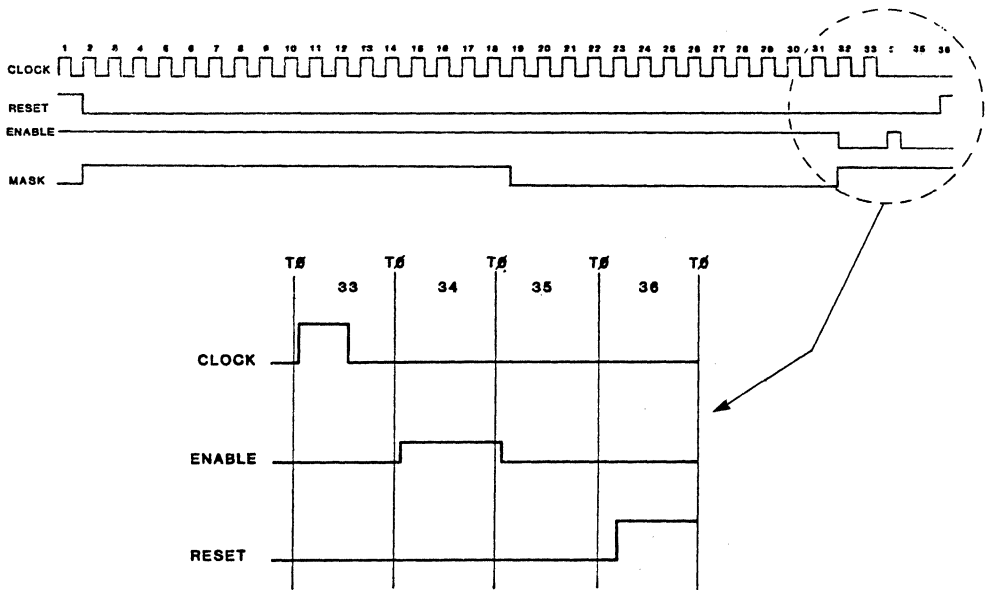 1 2 3 4 5 6 7 8 9 10 11 12 13 14 15 16 17 18 19 20 21 22 23 24 25 26 27 28 29 30 31 32 33 35 36
CLOCK
RESET
ENABLE
MASK
TØ TØ TØ TØ TØ
33 34 35 36
CLOCK
ENABLE
RESET